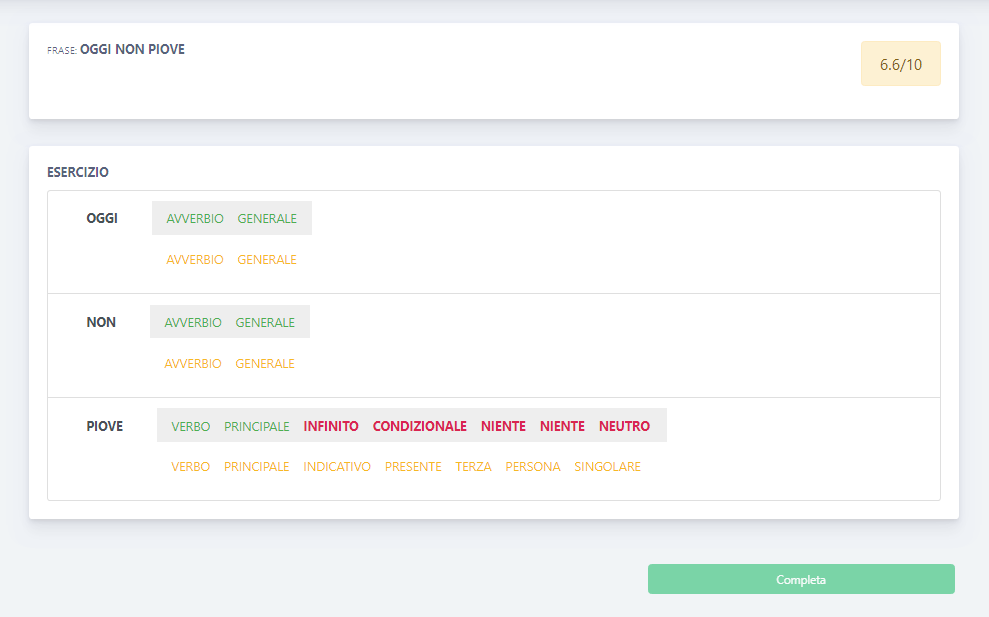 FRASE: OGGI NON PIOVE
6.6/10
ESERCIZIO
OGGI AVVERBIO GENERALE
AVVERBIO GENERALE
NON AVVERBIO GENERALE
AVVERBIO GENERALE
PIOVE VERBO PRINCIPALE INFINITO CONDIZIONALE NIENTE NIENTE NEUTRO
VERBO PRINCIPALE INDICATIVO PRESENTE TERZA PERSONA SINGOLARE
Completa